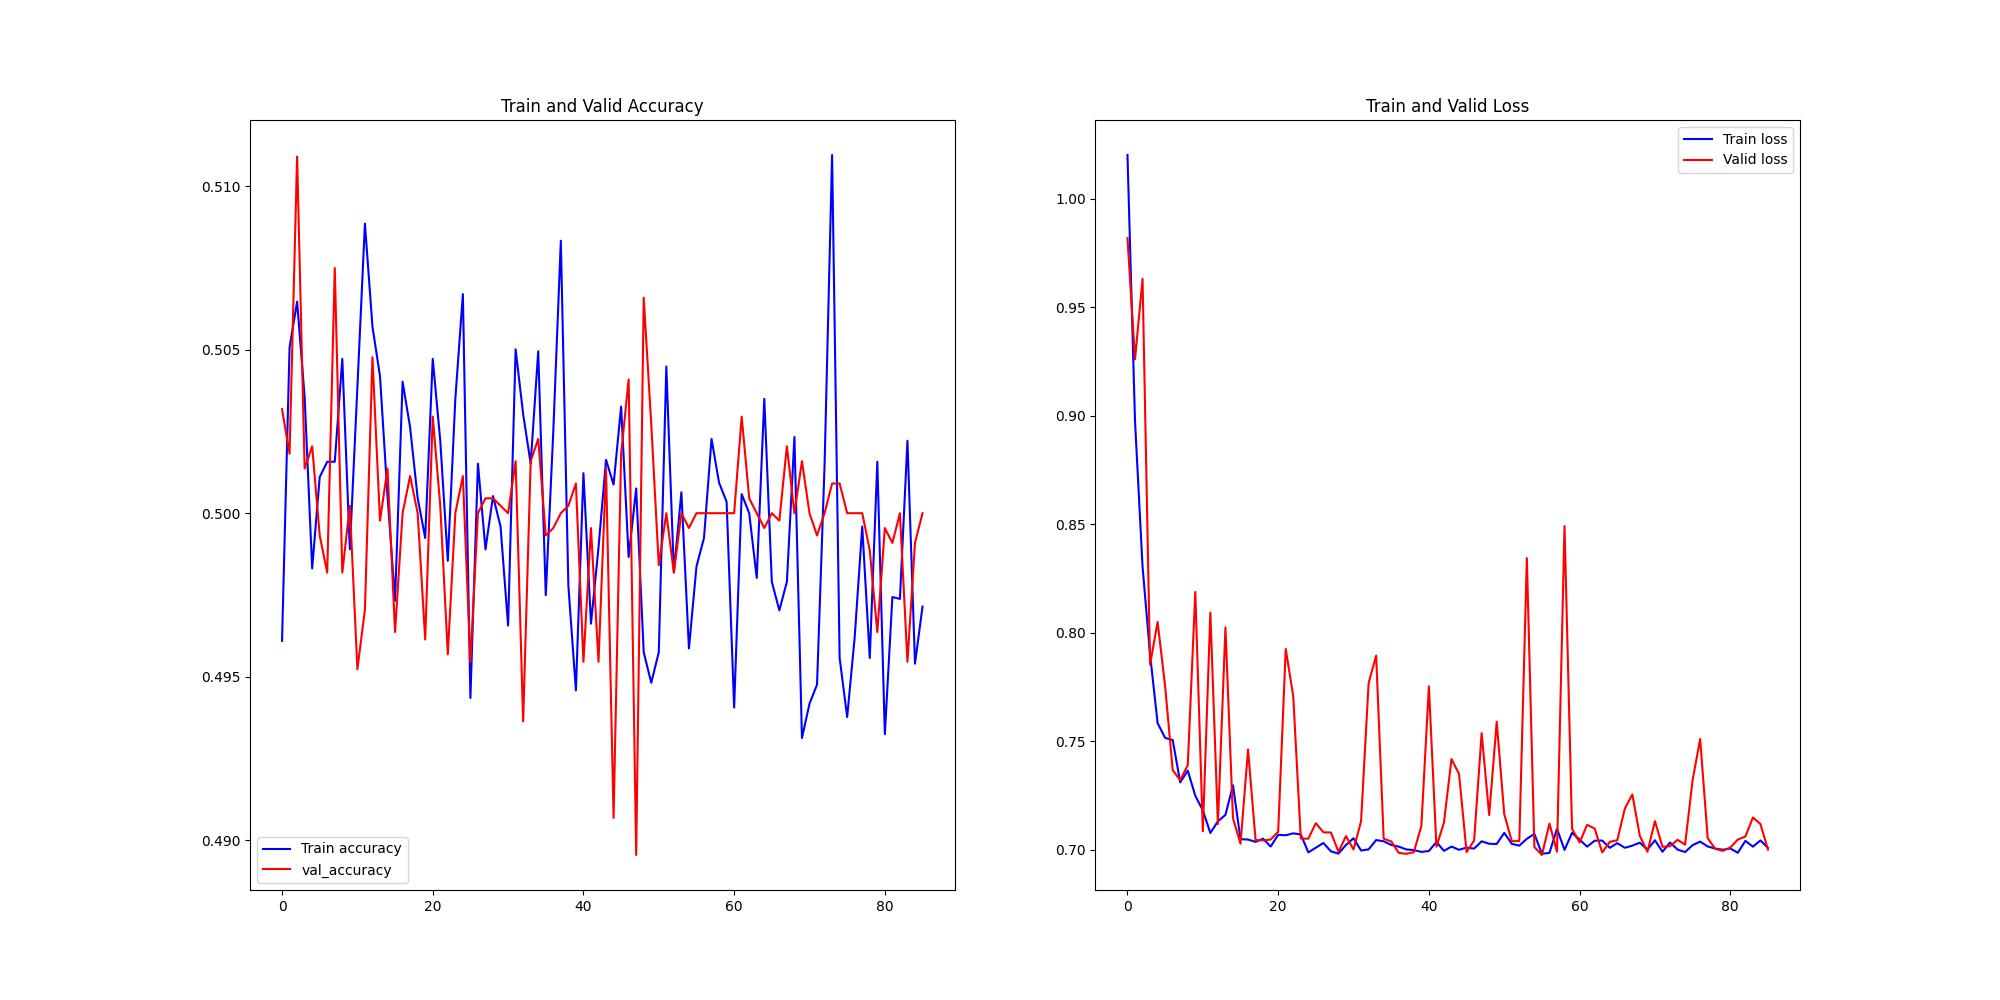 Train and Valid Accuracy
0.510
0.505
0.500
0.495
0.490
Train accuracy
val_accuracy
0 20 40 60 80
Train and Valid Loss
Train loss
Valid loss
1.00
0.95
0.90
0.85
0.80
0.75
0.70
0 20 40 60 80